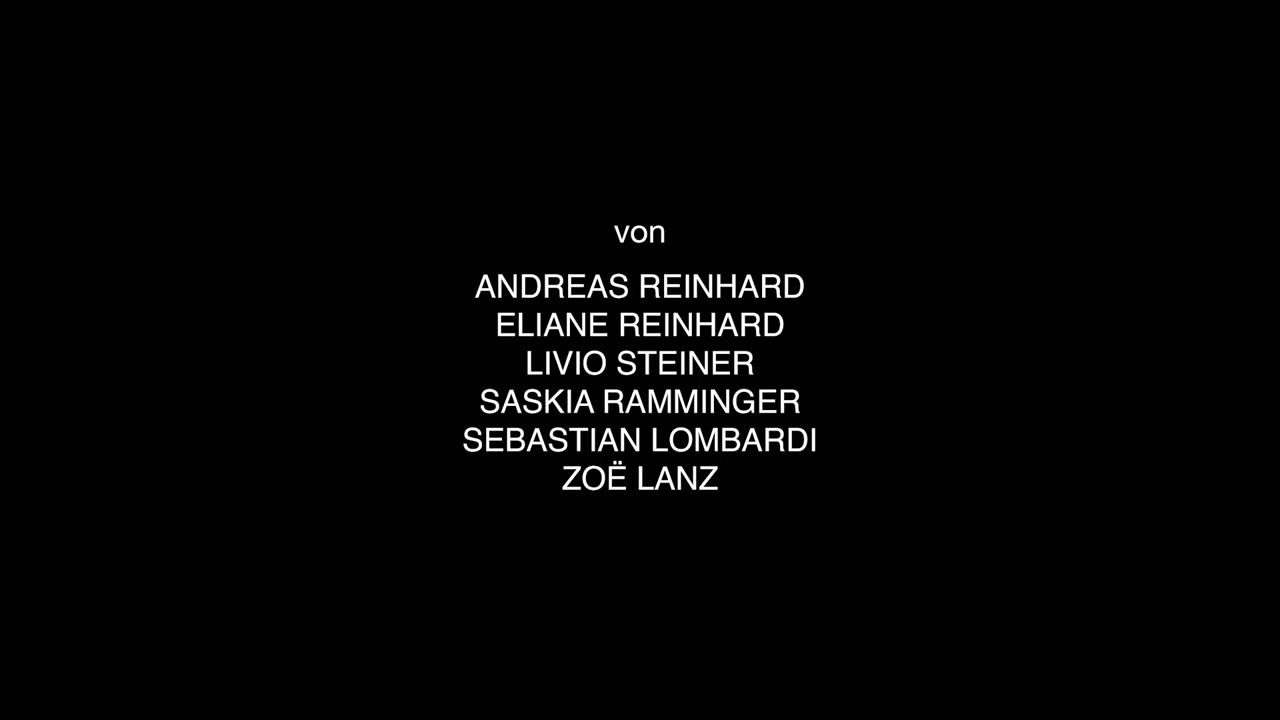 von
ANDREAS REINHARD
ELIANE REINHARD
LIVIO STEINER
SASKIA RAMMINGER
SEBASTIAN LOMBARDI
ZOË LANZ